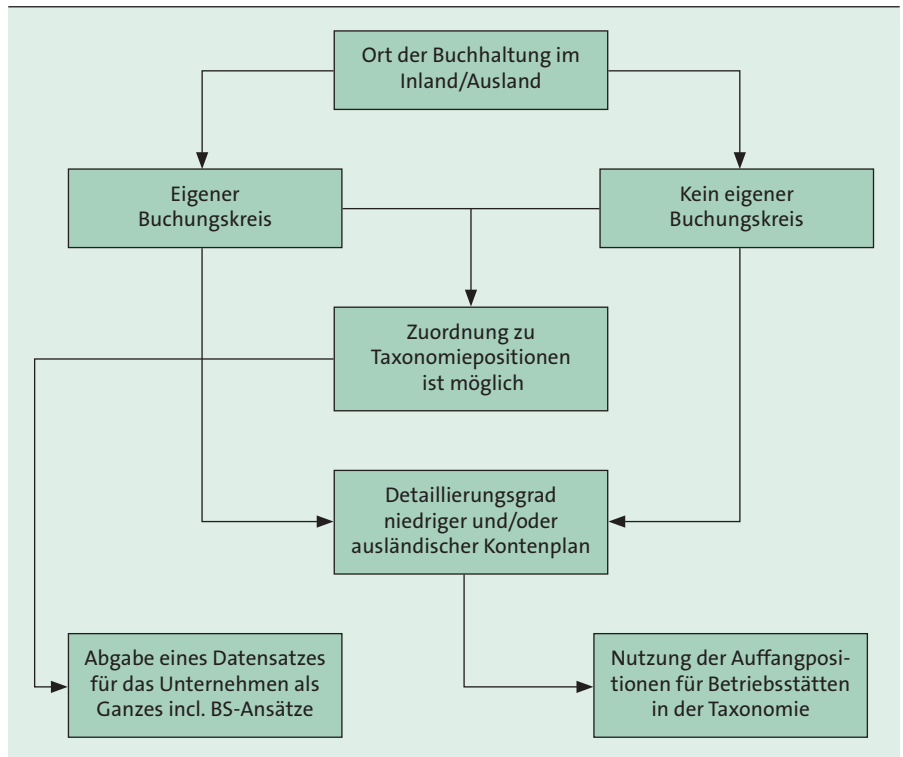 Ort der Buchhaltung im
Inland/Ausland
Eigener
Buchungskreis
Kein eigener
Buchungskreis
Zuordnung zu
Taxonomiepositionen
ist möglich
Detaillierungsgrad
niedriger und/oder
ausländischer Kontenplan
Abgabe eines Datensatzes
für das Unternehmen als
Ganzes incl. BS-Ansätze
Nutzung der Auffangposi-
tionen für Betriebsstätten
in der Taxonomie